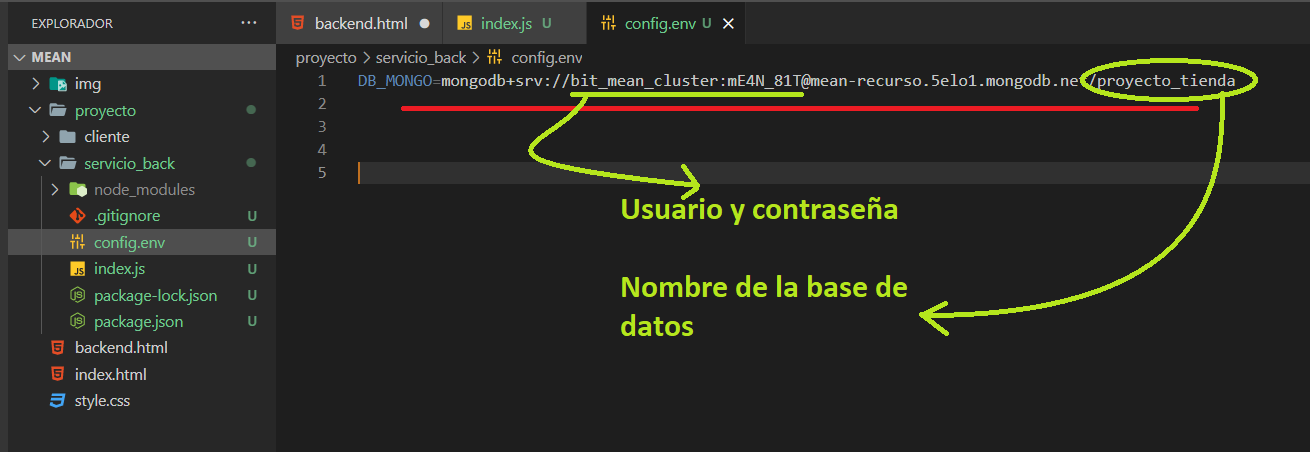 EXPLORADOR ...
backend.html
index.js U
config.env U
MEAN
proyecto > servicio_back > config.env
img
1 DB_MONGO=mongodb+srv://bit_mean_cluster:mE4N_81T@mean-recurso.5elo1.mongodb.net/proyecto_tienda
proyecto
2
cliente
3
servicio_back
4
node_modules
5
.gitignore U
Usuario y contraseña
config.env U
index.js U
package-lock.json U
Nombre de la base de
datos
package.json U
backend.html
index.html
style.css